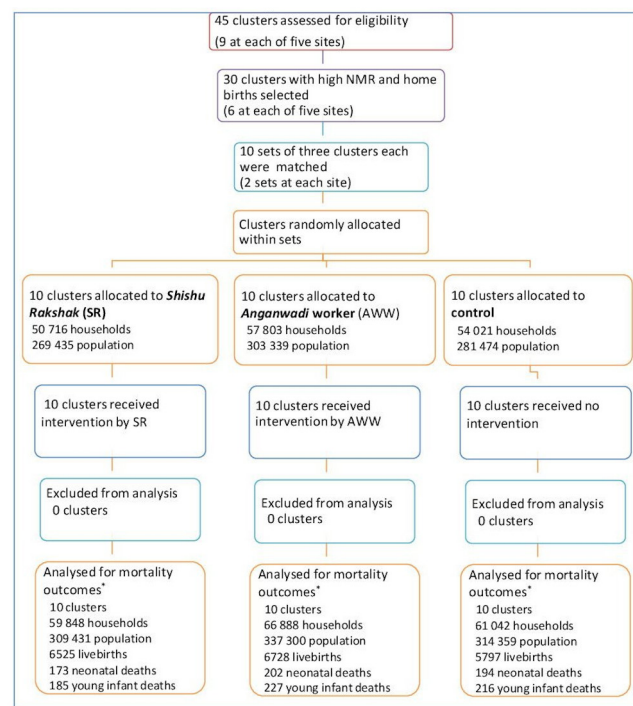 45 clusters assessed for eligibility
(9 at each of five sites)
30 clusters with high NMR and home
births selected
(6 at each of five sites)
10 sets of three clusters each
were matched
(2 sets at each site)
Clusters randomly allocated
within sets
10 clusters allocated to Shishu
Rakshak (SR)
50 716 households
269 435 population
10 clusters allocated to
Anganwadi worker (AWW)
57 803 households
303 339 population
10 clusters allocated to
control
54 021 households
281 474 population
10 clusters received
intervention by SR
10 clusters received
intervention by AWW
10 clusters received no
intervention
Excluded from analysis
0 clusters
Excluded from analysis
0 clusters
Excluded from analysis
0 clusters
Analysed for mortality
outcomes*
10 clusters
59 848 households
309 431 population
6525 livebirths
173 neonatal deaths
185 young infant deaths
Analysed for mortality
outcomes*
10 clusters
66 888 households
337 300 population
6728 livebirths
202 neonatal deaths
227 young infant deaths
Analysed for mortality
outcomes*
10 clusters
61 042 households
314 359 population
5797 livebirths
194 neonatal deaths
216 young infant deaths